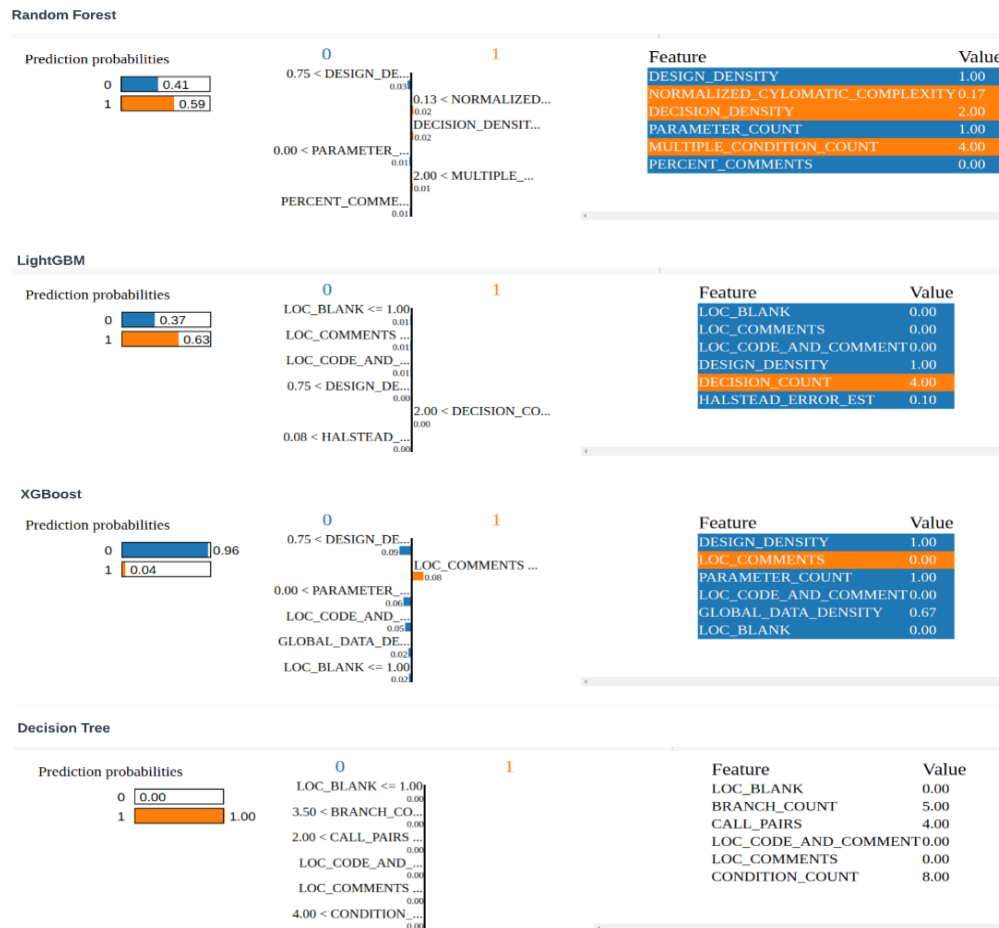 Random Forest
Prediction probabilities
0 0.41
1 0.59
0 1
0.75 < DESIGN_DE...
0.03
0.13 < NORMALIZED...
0.02
DECISION_DENSIT...
0.02
0.00 < PARAMETER_...
0.01
2.00 < MULTIPLE_...
0.01
PERCENT_COMME...
0.01
Feature Value
DESIGN_DENSITY 1.00
NORMALIZED_CYLOMATIC_COMPLEXITY 0.17
DECISION_DENSITY 2.00
PARAMETER_COUNT 1.00
MULTIPLE_CONDITION_COUNT 4.00
PERCENT_COMMENTS 0.00
LightGBM
Prediction probabilities
0 0.37
1 0.63
0 1
LOC_BLANK <= 1.00
0.01
LOC_COMMENTS ...
0.01
LOC_CODE_AND_...
0.01
0.75 < DESIGN_DE...
0.00
2.00 < DECISION_CO...
0.00
0.08 < HALSTEAD_...
0.00
Feature Value
LOC_BLANK 0.00
LOC_COMMENTS 0.00
LOC_CODE_AND_COMMENT 0.00
DESIGN_DENSITY 1.00
DECISION_COUNT 4.00
HALSTEAD_ERROR_EST 0.10
XGBoost
Prediction probabilities
0 0.96
1 0.04
0 1
0.75 < DESIGN_DE...
0.09
LOC_COMMENTS ...
0.08
0.00 < PARAMETER_...
0.06
LOC_CODE_AND_...
0.05
GLOBAL_DATA_DE...
0.02
LOC_BLANK <= 1.00
0.02
Feature Value
DESIGN_DENSITY 1.00
LOC_COMMENTS 0.00
PARAMETER_COUNT 1.00
LOC_CODE_AND_COMMENT 0.00
GLOBAL_DATA_DENSITY 0.67
LOC_BLANK 0.00
Decision Tree
Prediction probabilities
0 0.00
1 1.00
0 1
LOC_BLANK <= 1.00
0.00
3.50 < BRANCH_CO...
0.00
2.00 < CALL_PAIRS ...
0.00
LOC_CODE_AND_...
0.00
LOC_COMMENTS ...
0.00
4.00 < CONDITION_...
0.00
Feature Value
LOC_BLANK 0.00
BRANCH_COUNT 5.00
CALL_PAIRS 4.00
LOC_CODE_AND_COMMENT 0.00
LOC_COMMENTS 0.00
CONDITION_COUNT 8.00